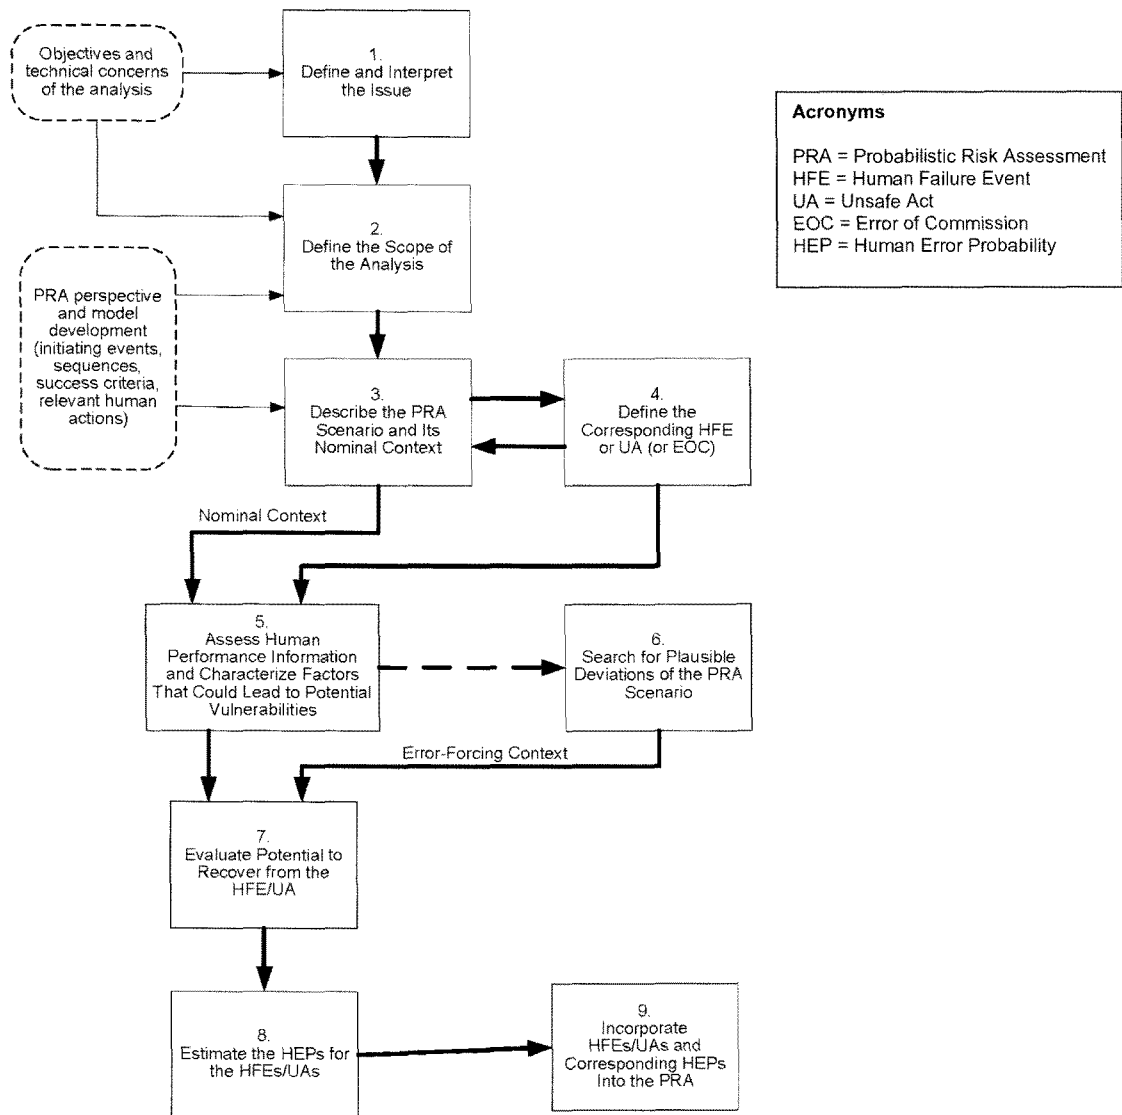 Objectives and
technical concerns
of the analysis
1.
Define and Interpret
the Issue
Acronyms
PRA = Probabilistic Risk Assessment
HFE = Human Failure Event
UA = Unsafe Act
EOC = Error of Commission
HEP = Human Error Probability
2.
Define the Scope of
the Analysis
PRA perspective
and model
development
(initiating events,
sequences,
success criteria,
relevant human
actions)
3.
Describe the PRA
Scenario and Its
Nominal Context
4.
Define the
Corresponding HFE
or UA (or EOC)
Nominal Context
5.
Assess Human
Performance Information
and Characterize Factors
That Could Lead to Potential
Vulnerabilities
6.
Search for Plausible
Deviations of the PRA
Scenario
Error-Forcing Context
7.
Evaluate Potential to
Recover from the
HFE/UA
8.
Estimate the HEPs for
the HFEs/UAs
9.
Incorporate
HFEs/UAs and
Corresponding HEPs
Into the PRA